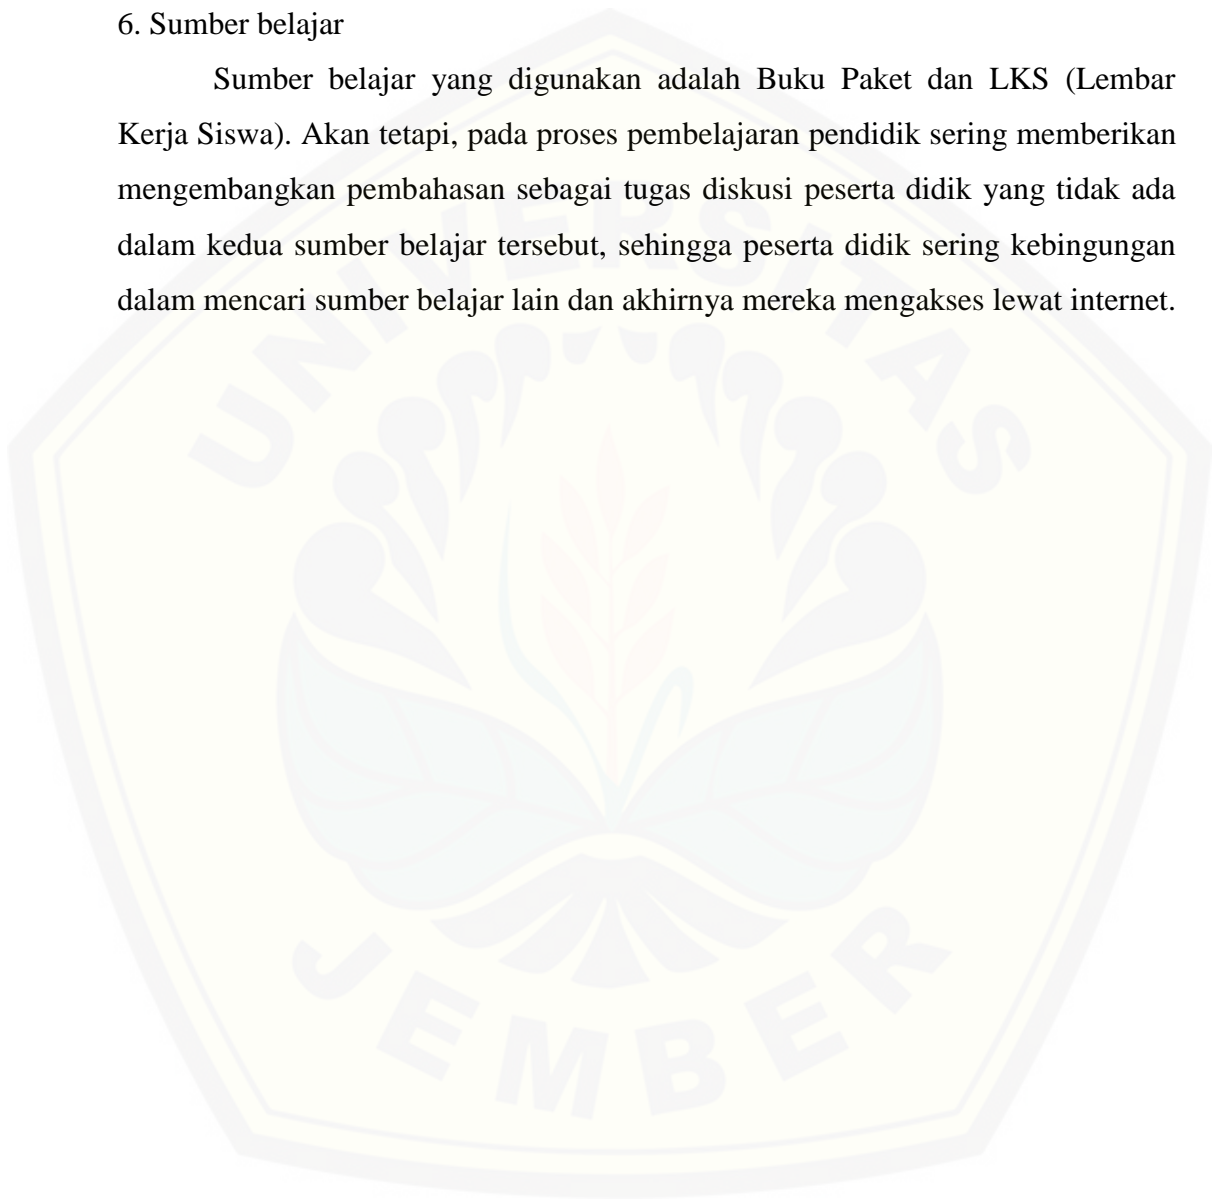 6. Sumber belajar
Sumber belajar yang digunakan adalah Buku Paket dan LKS (Lembar
Kerja Siswa). Akan tetapi, pada proses pembelajaran pendidik sering memberikan
mengembangkan pembahasan sebagai tugas diskusi peserta didik yang tidak ada
dalam kedua sumber belajar tersebut, sehingga peserta didik sering kebingungan
dalam mencari sumber belajar lain dan akhirnya mereka mengakses lewat internet.
UNIVERSITAS
JEMBER